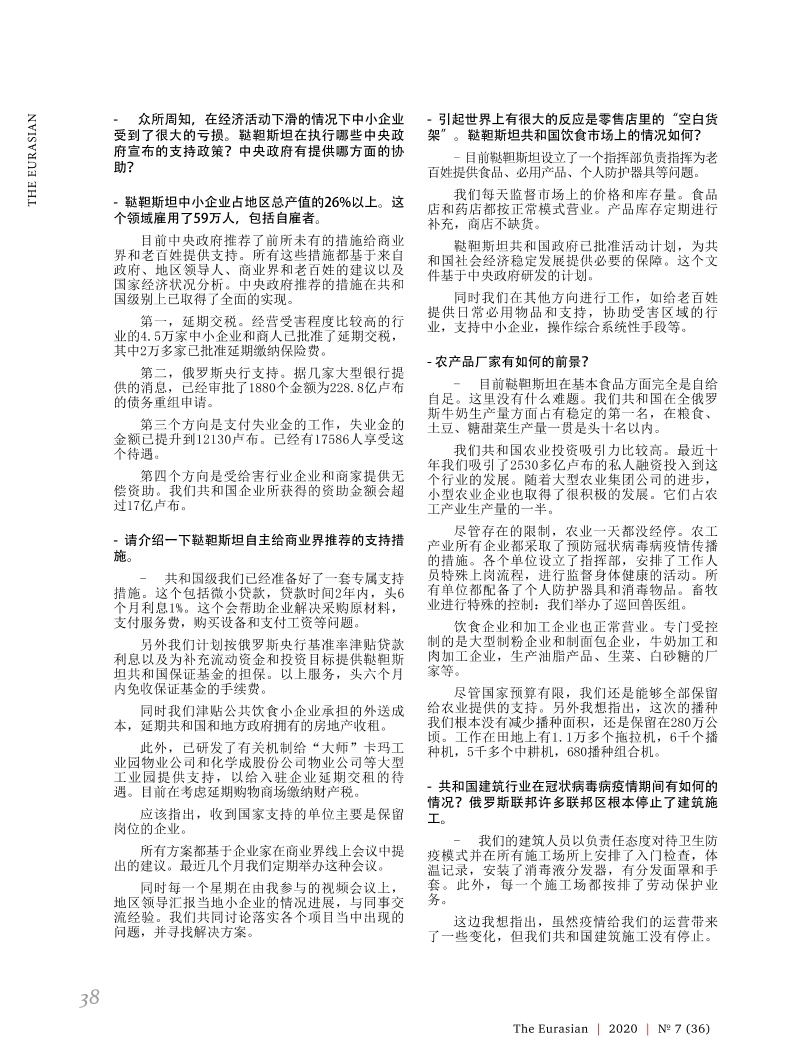 THE EURASIAN
- 众所周知，在经济活动下滑的情况下中小企业
受到了很大的亏损。鞑靼斯坦在执行哪些中央政
府宣布的支持政策？中央政府有提供哪方面的协
助？
- 鞑靼斯坦中小企业占地区总产值的26%以上。这
个领域雇用了59万人，包括自雇者。
目前中央政府推荐了前所未有的措施给商业
界和老百姓提供支持。所有这些措施都基于来自
政府、地区领导人、商业界和老百姓的建议以及
国家经济状况分析。中央政府推荐的措施在共和
国级别上已取得了全面的实现。
第一，延期交税。经营受害程度比较高的行
业的4.5万家中小企业和商人已批准了延期交税，
其中2万多家已批准延期缴纳保险费。
第二，俄罗斯央行支持。据几家大型银行提
供的消息，已经审批了1880个金额为228.8亿卢布
的债务重组申请。
第三个方向是支付失业金的工作，失业金的
金额已提升到12130卢布。已经有17586人享受这
个待遇。
第四个方向是受给害行业企业和商家提供无
偿资助。我们共和国企业所获得的资助金额会超
过17亿卢布。
- 请介绍一下鞑靼斯坦自主给商业界推荐的支持措
施。
– 共和国级我们已经准备好了一套专属支持
措施。这个包括微小贷款，贷款时间2年内，头6
个月利息1%。这个会帮助企业解决采购原材料，
支付服务费，购买设备和支付工资等问题。
另外我们计划按俄罗斯央行基准率津贴贷款
利息以及为补充流动资金和投资目标提供鞑靼斯
坦共和国保证基金的担保。以上服务，头六个月
内免收保证基金的手续费。
同时我们津贴公共饮食小企业承担的外送成
本，延期共和国和地方政府拥有的房地产收租。
此外，已研发了有关机制给“大师”卡玛工
业园物业公司和化学成股份公司物业公司等大型
工业园提供支持，以给入驻企业延期交租的待
遇。目前在考虑延期购物商场缴纳财产税。
应该指出，收到国家支持的单位主要是保留
岗位的企业。
所有方案都基于企业家在商业界线上会议中提
出的建议。最近几个月我们定期举办这种会议。
同时每一个星期在由我参与的视频会议上，
地区领导汇报当地小企业的情况进展，与同事交
流经验。我们共同讨论落实各个项目当中出现的
问题，并寻找解决方案。
- 引起世界上有很大的反应是零售店里的“空白货
架”。鞑靼斯坦共和国饮食市场上的情况如何？
– 目前鞑靼斯坦设立了一个指挥部负责指挥为老
百姓提供食品、必用产品、个人防护器具等问题。
我们每天监督市场上的价格和库存量。食品
店和药店都按正常模式营业。产品库存定期进行
补充，商店不缺货。
鞑靼斯坦共和国政府已批准活动计划，为共
和国社会经济稳定发展提供必要的保障。这个文
件基于中央政府研发的计划。
同时我们在其他方向进行工作，如给老百姓
提供日常必用物品和支持，协助受害区域的行
业，支持中小企业，操作综合系统性手段等。
- 农产品厂家有如何的前景？
– 目前鞑靼斯坦在基本食品方面完全是自给
自足。这里没有什么难题。我们共和国在全俄罗
斯牛奶生产量方面占有稳定的第一名，在粮食、
土豆、糖甜菜生产量一贯是头十名以内。
我们共和国农业投资吸引力比较高。最近十
年我们吸引了2530多亿卢布的私人融资投入到这
个行业的发展。随着大型农业集团公司的进步，
小型农业企业也取得了很积极的发展。它们占农
工产业生产量的一半。
尽管存在的限制，农业一天都没经停。农工
产业所有企业都采取了预防冠状病毒病疫情传播
的措施。各个单位设立了指挥部，安排了工作人
员特殊上岗流程，进行监督身体健康的活动。所
有单位都配备了个人防护器具和消毒物品。畜牧
业进行特殊的控制：我们举办了巡回兽医组。
饮食企业和加工企业也正常营业。专门受控
制的是大型制粉企业和制面包企业，牛奶加工和
肉加工企业，生产油脂产品、生菜、白砂糖的厂
家等。
尽管国家预算有限，我们还是能够全部保留
给农业提供的支持。另外我想指出，这次的播种
我们根本没有减少播种面积，还是保留在280万公
顷。工作在田地上有1.1万多个拖拉机，6千个播
种机，5千多个中耕机，680播种组合机。
- 共和国建筑行业在冠状病毒病疫情期间有如何的
情况？俄罗斯联邦许多联邦区根本停止了建筑施
工。
– 我们的建筑人员以负责任态度对待卫生防
疫模式并在所有施工场所上安排了入门检查，体
温记录，安装了消毒液分发器，有分发面罩和手
套。此外，每一个施工场都按排了劳动保护业
务。
这边我想指出，虽然疫情给我们的运营带来
了一些变化，但我们共和国建筑施工没有停止。
38
The Eurasian | 2020 | № 7 (36)